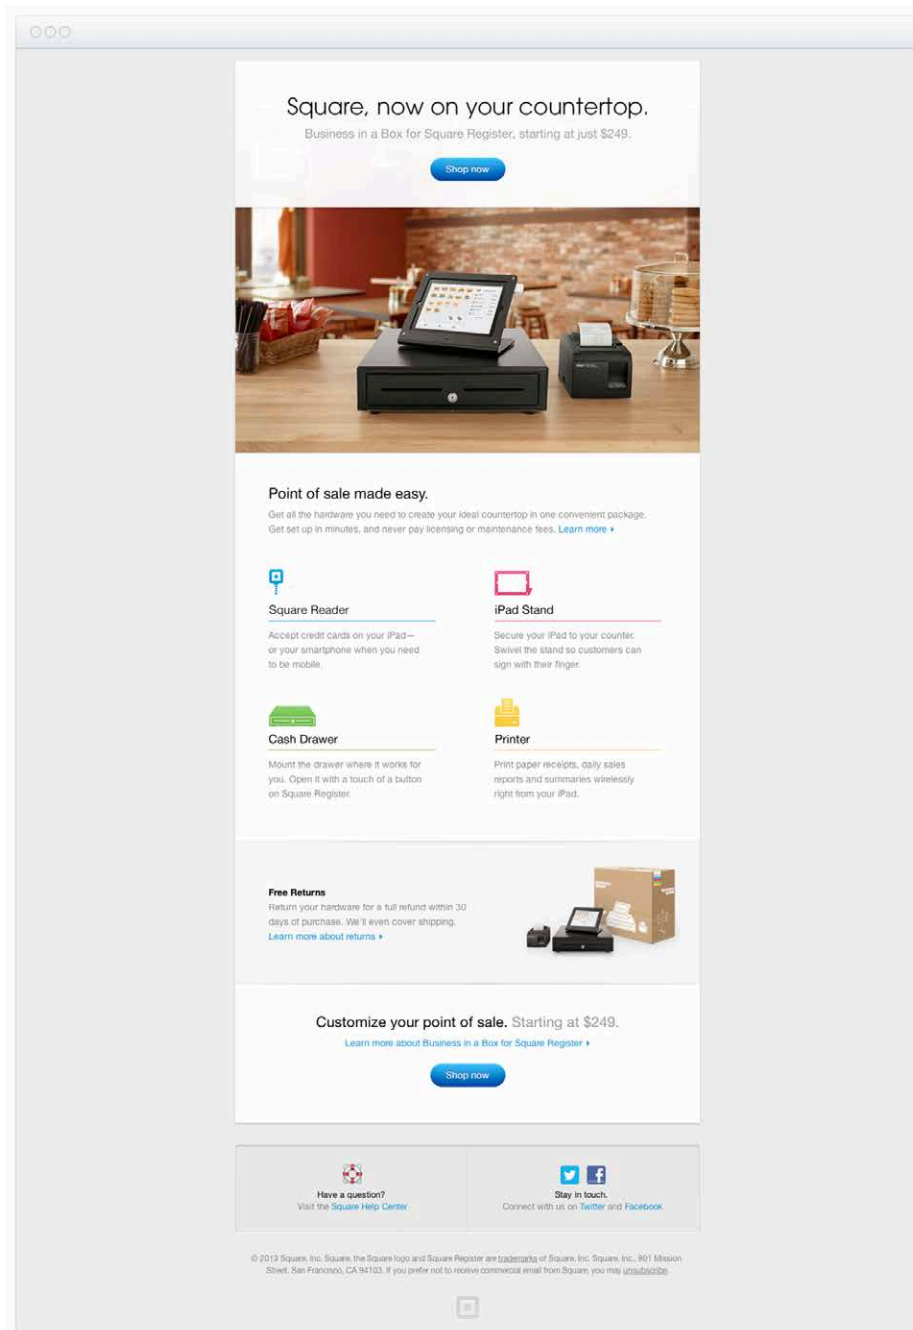 Square, now on your countertop.
Business in a Box for Square Register, starting at just $249.
Shop now
Point of sale made easy.
Get all the hardware you need to create your ideal countertop in one convenient package.
Get set up in minutes, and never pay licensing or maintenance fees. Learn more
Square Reader
Accept credit cards on your iPad—
or your smartphone when you need
to be mobile.
iPad Stand
Secure your iPad to your counter.
Swivel the stand so customers can
sign with their finger.
Cash Drawer
Mount the drawer where it works for
you. Open it with a touch of a button
on Square Register.
Printer
Print paper receipts, daily sales
reports and summaries wirelessly
right from your iPad.
Free Returns
Return your hardware for a full refund within 30
days of purchase. We'll even cover shipping.
Learn more about returns
Customize your point of sale. Starting at $249.
Learn more about Business in a Box for Square Register
Shop now
Have a question?
Visit the Square Help Center
Stay in touch.
Connect with us on Twitter and Facebook
© 2013 Square, Inc. Square, the Square logo and Square Register are trademarks of Square, Inc. Square, Inc., 901 Mission
Street, San Francisco, CA 94103. If you prefer not to receive commercial email from Square, you may unsubscribe.